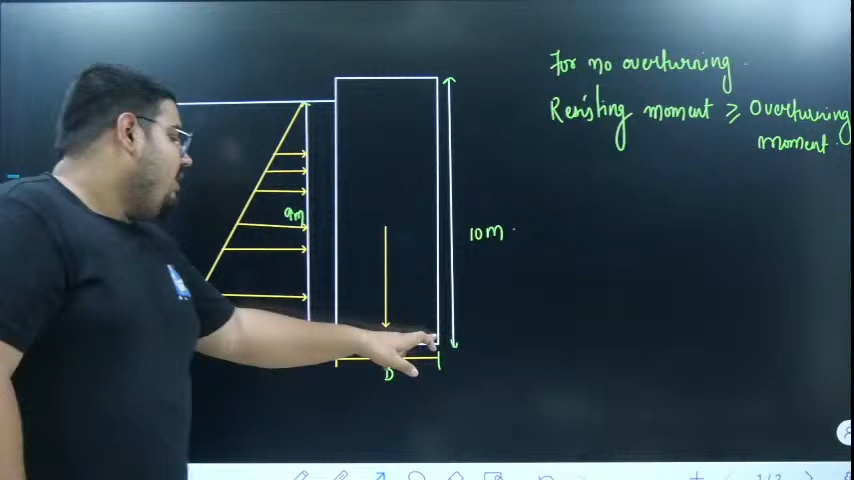 For no overturning.
Resisting moment ≥ Overturning
moment.
9m
10m.
D